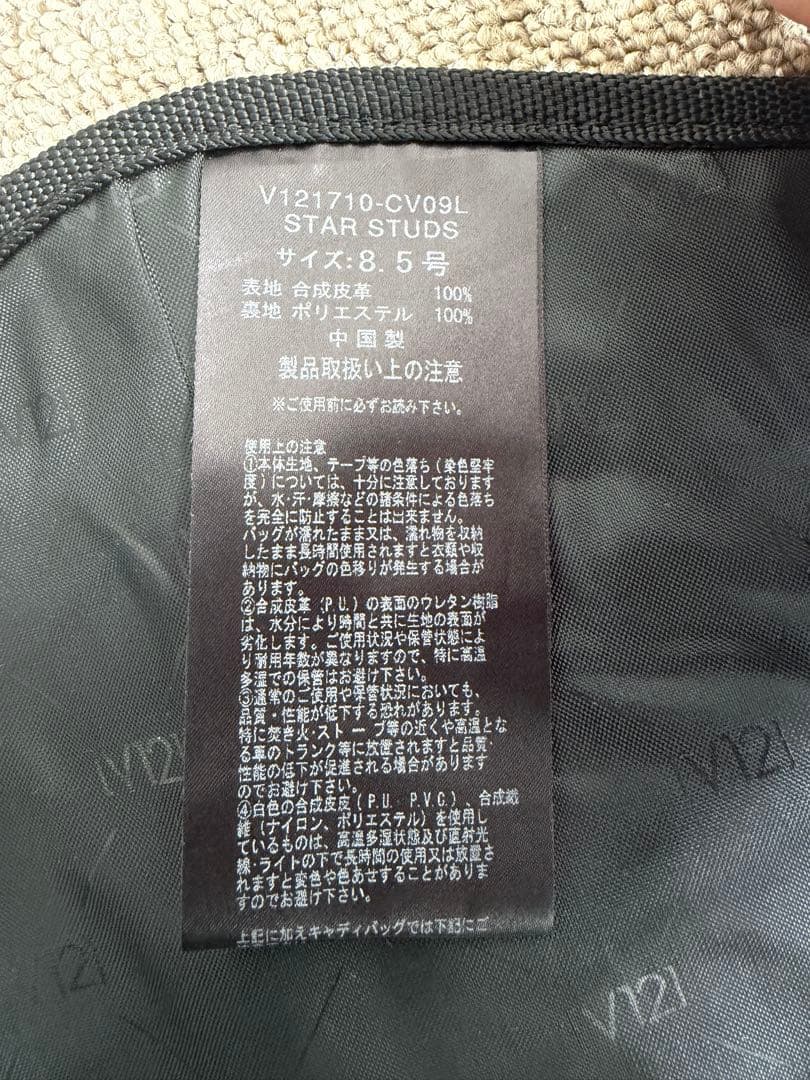 V121710-CV09L
STAR STUDS
サイズ:8.5号
表地 合成皮革 100%
裏地 ポリエステル 100%
中国製
製品取扱い上の注意
※ご使用前に必ずお読み下さい。
使用上の注意
①本体生地、テープ等の色落ち(染色堅牢
度)については、十分に注意しております
が、水・汗・摩擦などの諸条件による色落ち
を完全に防止することは出来ません。
バッグが濡れたまま又は、濡れ物を収納
したまま長時間使用されますと衣類や収
納物にバッグの色移りが発生する場合が
あります。
②合成皮革(P.U.)の表面のウレタン樹脂
は、水分により時間と共に生地の表面が
劣化します。ご使用状況や保管状態によ
り耐用年数が異なりますので、特に高温
多湿での保管はお避け下さい。
③通常のご使用や保管状況においても、
品質・性能が低下する恐れがあります。
特に焚き火・ストーブ等の近くや高温とな
る車のトランク等に放置されますと品質・
性能の低下が促進される場合があります
のでお避け下さい。
④白色の合成皮皮(P.U. P.V.C.)、合成繊
維(ナイロン、ポリエステル)を使用し
ているものは、高温多湿状態及び直射光
線・ライトの下で長時間の使用又は放置さ
れますと変色や色あせすることがありま
すのでお避け下さい。
上記に加えキャディバッグでは下記にご
V121
V121
V121
V121